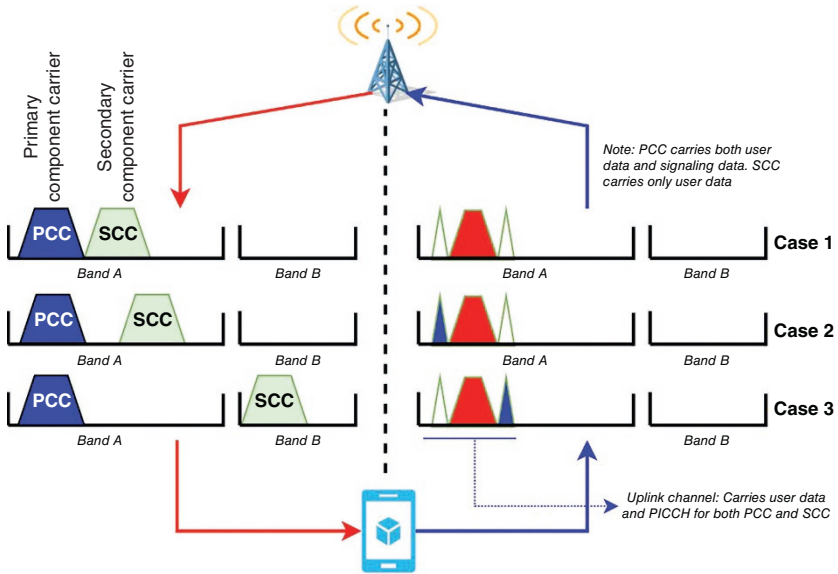 Primary
component carrier
Secondary
component carrier
Note: PCC carries both user
data and signaling data. SCC
carries only user data
PCC
SCC
Band A
Band B
Band A
Band B
Case 1
PCC
SCC
Band A
Band B
Band A
Band B
Case 2
PCC
SCC
Band A
Band B
Band B
Case 3
Uplink channel: Carries user data
and PICCH for both PCC and SCC